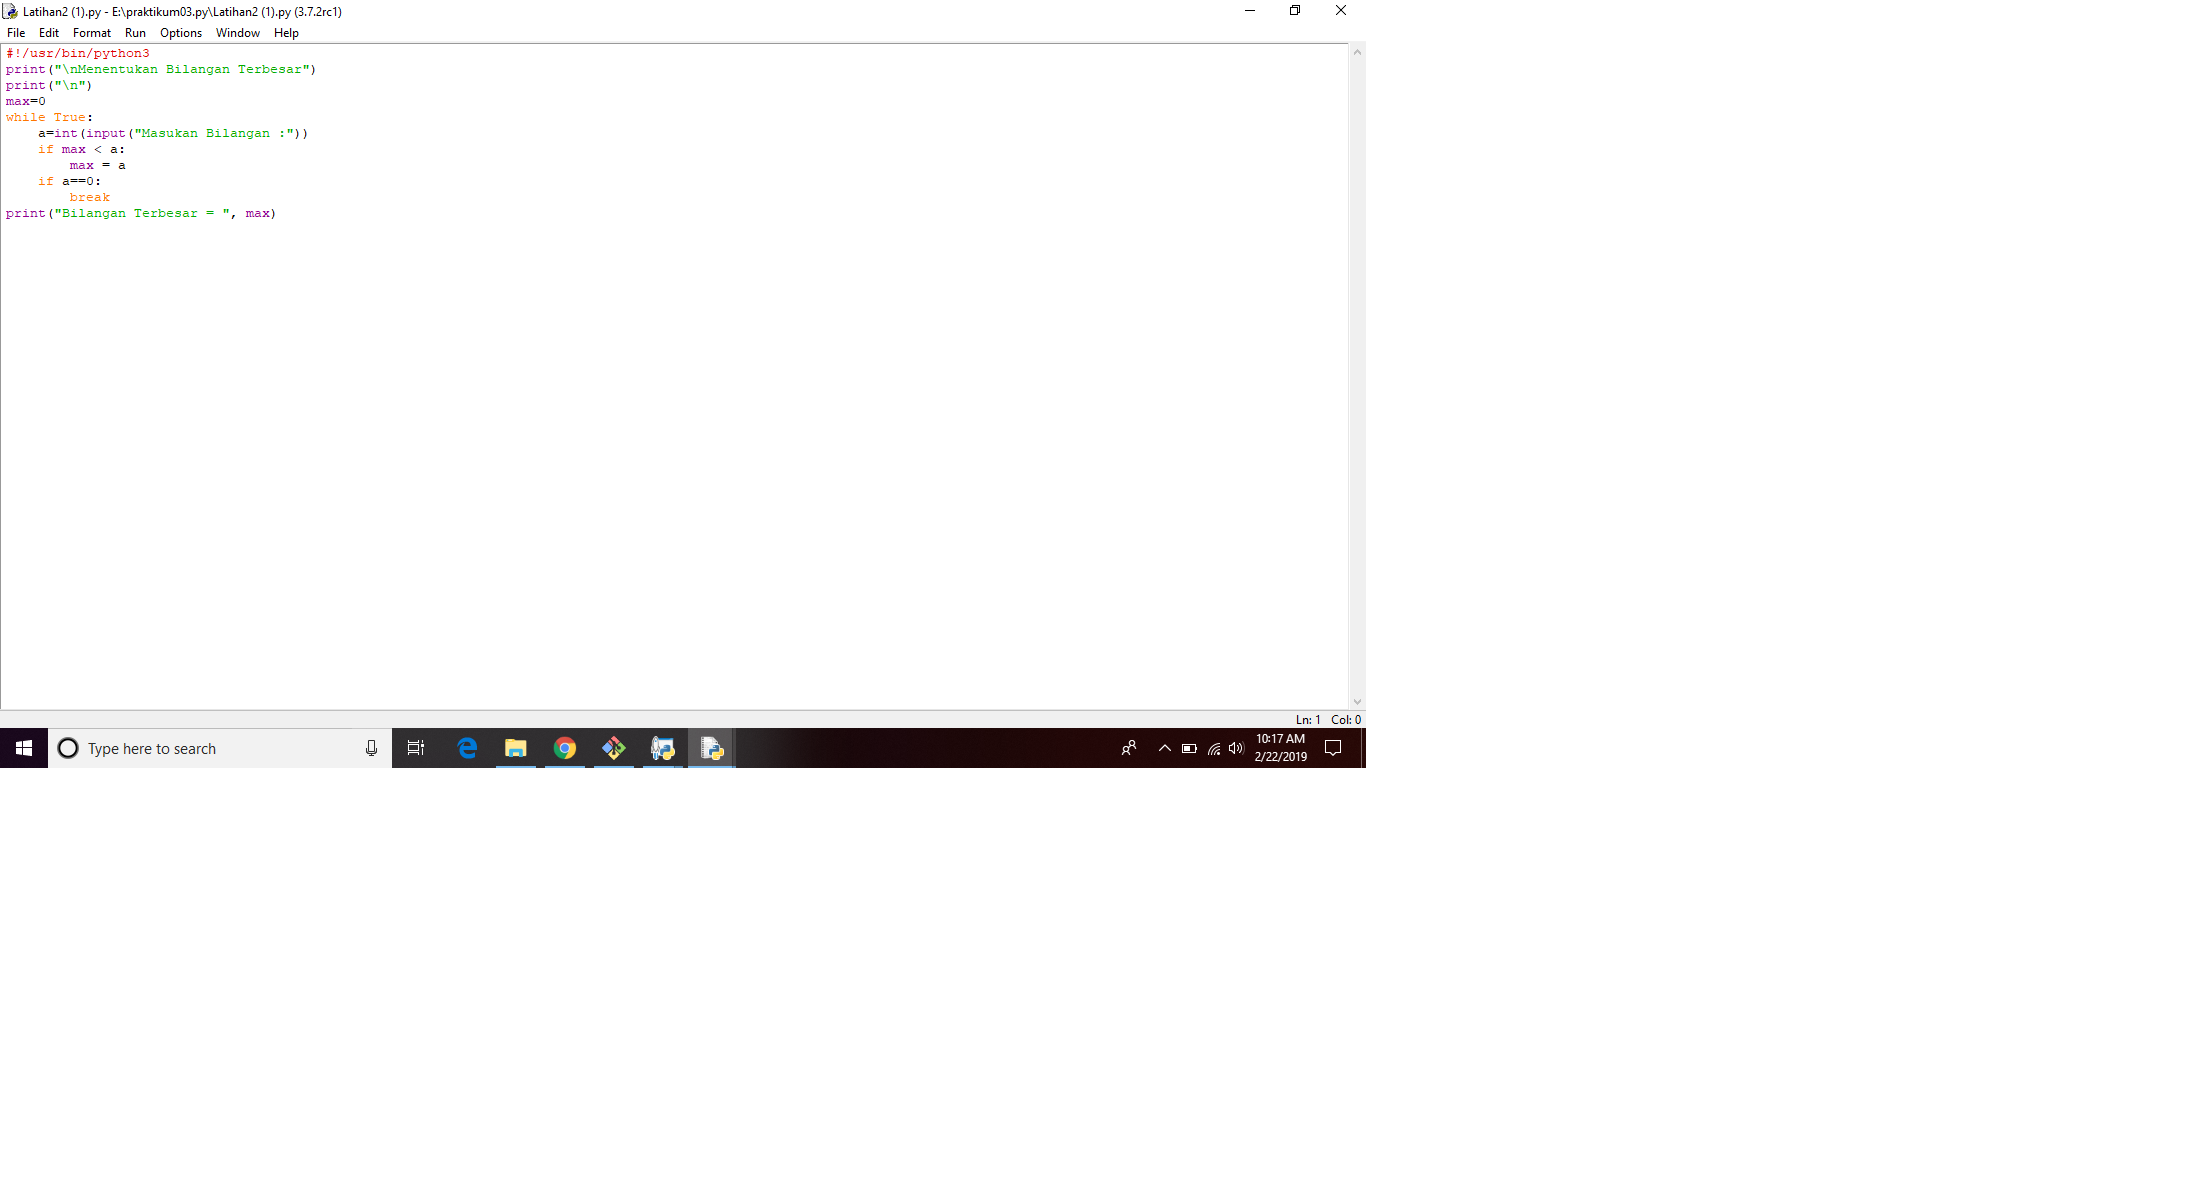 Latihan2 (1).py - E:\praktikum03.py\Latihan2 (1).py (3.7.2rc1)
File Edit Format Run Options Window Help
#!/usr/bin/python3
print("\nMenentukan Bilangan Terbesar")
print("\n")
max=0
while True:
    a=int(input("Masukan Bilangan :"))
    if max < a:
        max = a
    if a==0:
        break
print("Bilangan Terbesar = ", max)
Ln: 1 Col: 0
Type here to search
10:17 AM
2/22/2019